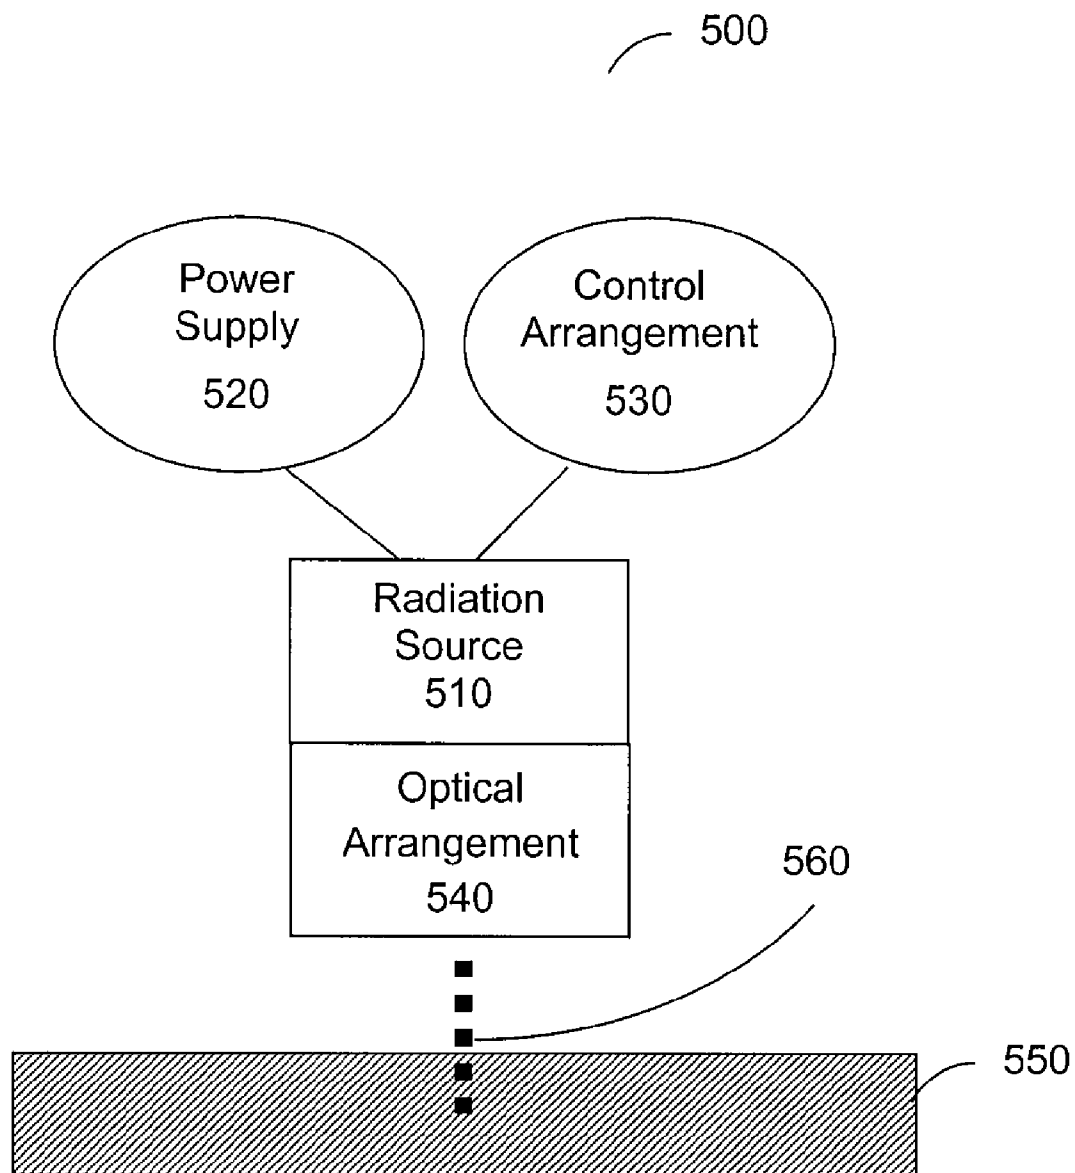 500
Power
Supply
520
Control
Arrangement
530
Radiation
Source
510
Optical
Arrangement
540
560
550